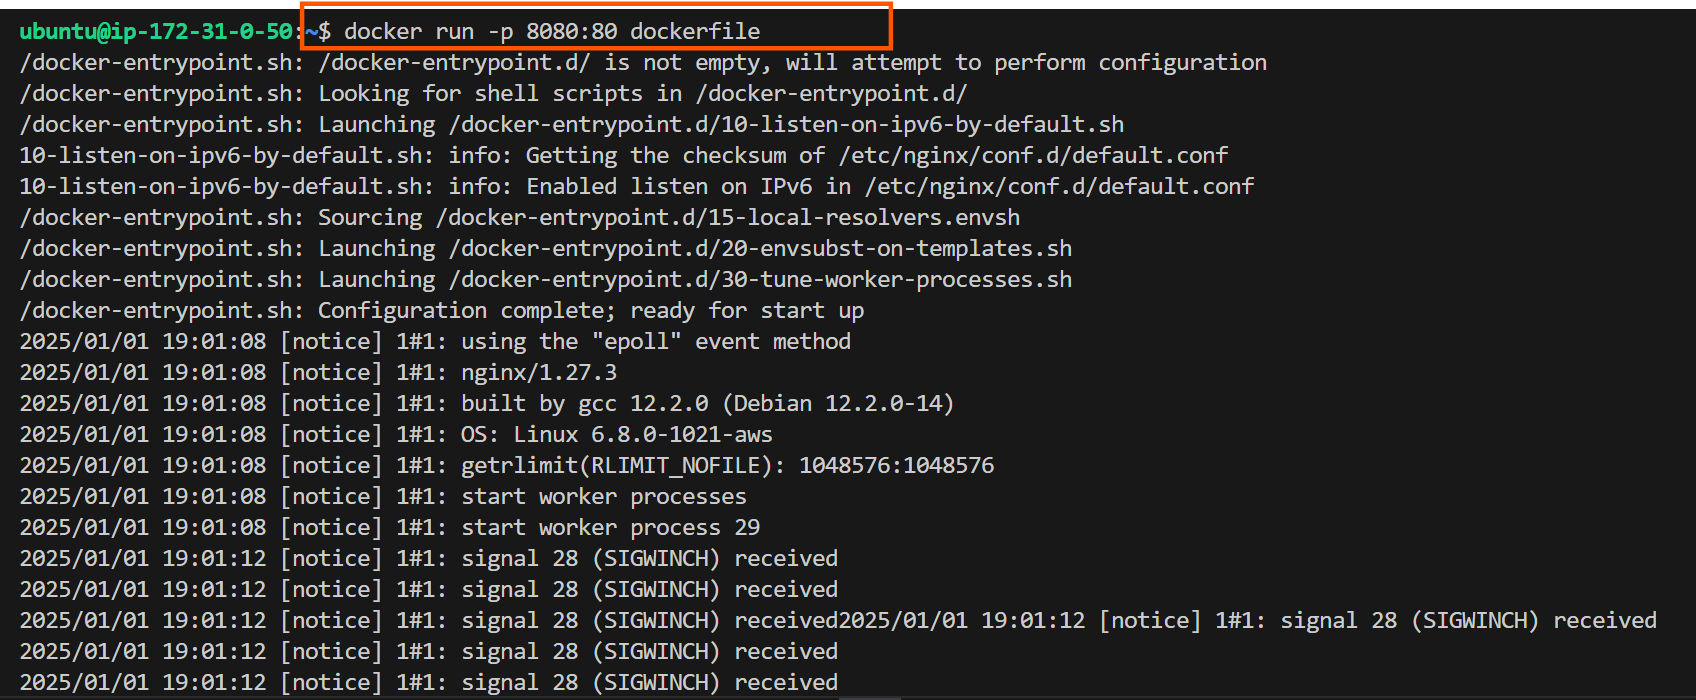 ubuntu@ip-172-31-0-50:~$ docker run -p 8080:80 dockerfile
/docker-entrypoint.sh: /docker-entrypoint.d/ is not empty, will attempt to perform configuration
/docker-entrypoint.sh: Looking for shell scripts in /docker-entrypoint.d/
/docker-entrypoint.sh: Launching /docker-entrypoint.d/10-listen-on-ipv6-by-default.sh
10-listen-on-ipv6-by-default.sh: info: Getting the checksum of /etc/nginx/conf.d/default.conf
10-listen-on-ipv6-by-default.sh: info: Enabled listen on IPv6 in /etc/nginx/conf.d/default.conf
/docker-entrypoint.sh: Sourcing /docker-entrypoint.d/15-local-resolvers.envsh
/docker-entrypoint.sh: Launching /docker-entrypoint.d/20-envsubst-on-templates.sh
/docker-entrypoint.sh: Launching /docker-entrypoint.d/30-tune-worker-processes.sh
/docker-entrypoint.sh: Configuration complete; ready for start up
2025/01/01 19:01:08 [notice] 1#1: using the "epoll" event method
2025/01/01 19:01:08 [notice] 1#1: nginx/1.27.3
2025/01/01 19:01:08 [notice] 1#1: built by gcc 12.2.0 (Debian 12.2.0-14)
2025/01/01 19:01:08 [notice] 1#1: OS: Linux 6.8.0-1021-aws
2025/01/01 19:01:08 [notice] 1#1: getrlimit(RLIMIT_NOFILE): 1048576:1048576
2025/01/01 19:01:08 [notice] 1#1: start worker processes
2025/01/01 19:01:08 [notice] 1#1: start worker process 29
2025/01/01 19:01:12 [notice] 1#1: signal 28 (SIGWINCH) received
2025/01/01 19:01:12 [notice] 1#1: signal 28 (SIGWINCH) received
2025/01/01 19:01:12 [notice] 1#1: signal 28 (SIGWINCH) received2025/01/01 19:01:12 [notice] 1#1: signal 28 (SIGWINCH) received
2025/01/01 19:01:12 [notice] 1#1: signal 28 (SIGWINCH) received
2025/01/01 19:01:12 [notice] 1#1: signal 28 (SIGWINCH) received